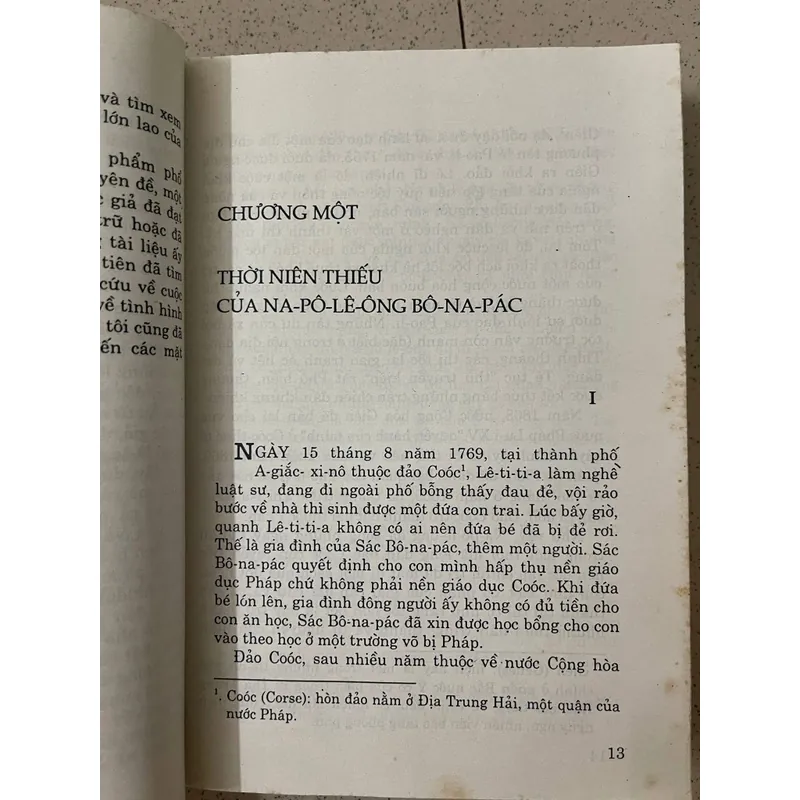 và tìm xem
lớn lao của
phẩm phổ
yên đề, một
c giả đã đạt
trữ hoặc đã
g tài liệu ấy
tiên đã tìm
cứu về cuộc
về tình hình
tôi cũng đã
ến các mặt
CHƯƠNG MỘT
THỜI NIÊN THIẾU
CỦA NA-PÔ-LÊ-ÔNG BÔ-NA-PÁC
I
NGÀY 15 tháng 8 năm 1769, tại thành phố
A-giắc- xi-nô thuộc đảo Coóc¹, Lê-ti-ti-a làm nghề
luật sư, đang đi ngoài phố bỗng thấy đau đẻ, vội rảo
bước về nhà thì sinh được một đứa con trai. Lúc bấy giờ,
quanh Lê-ti-ti-a không có ai nên đứa bé đã bị đẻ rơi.
Thế là gia đình của Sác Bô-na-pác, thêm một người. Sác
Bô-na-pác quyết định cho con mình hấp thụ nền giáo
dục Pháp chứ không phải nền giáo dục Coóc. Khi đứa
bé lớn lên, gia đình đông người ấy không có đủ tiền cho
con ăn học, Sác Bô-na-pác đã xin được học bổng cho con
vào theo học ở một trường võ bị Pháp.
Đảo Coóc, sau nhiều năm thuộc về nước Cộng hòa
¹. Coóc (Corse): hòn đảo nằm ở Địa Trung Hải, một quận của
nước Pháp.
13